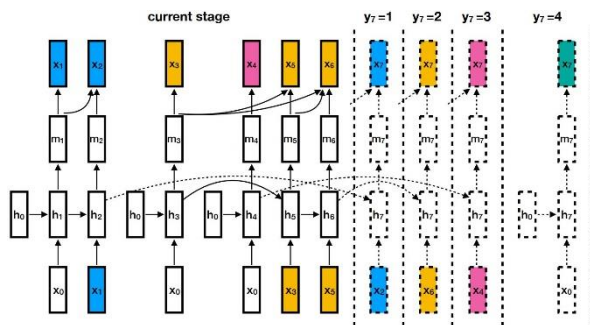 current stage y₇=1 y₇=2 y₇=3 y₇=4
x₁ x₂ x₃ x₄ x₅ x₆ x₇ x₇ x₇ x₇
m₁ m₂ m₃ m₄ m₅ m₆ m₇ m₇ m₇ m₇
h₀ h₁ h₂ h₀ h₃ h₀ h₄ h₅ h₆ h₇ h₇ h₇ h₀ h₇
x₀ x₁ x₀ x₀ x₃ x₅ x₂ x₆ x₄ x₀